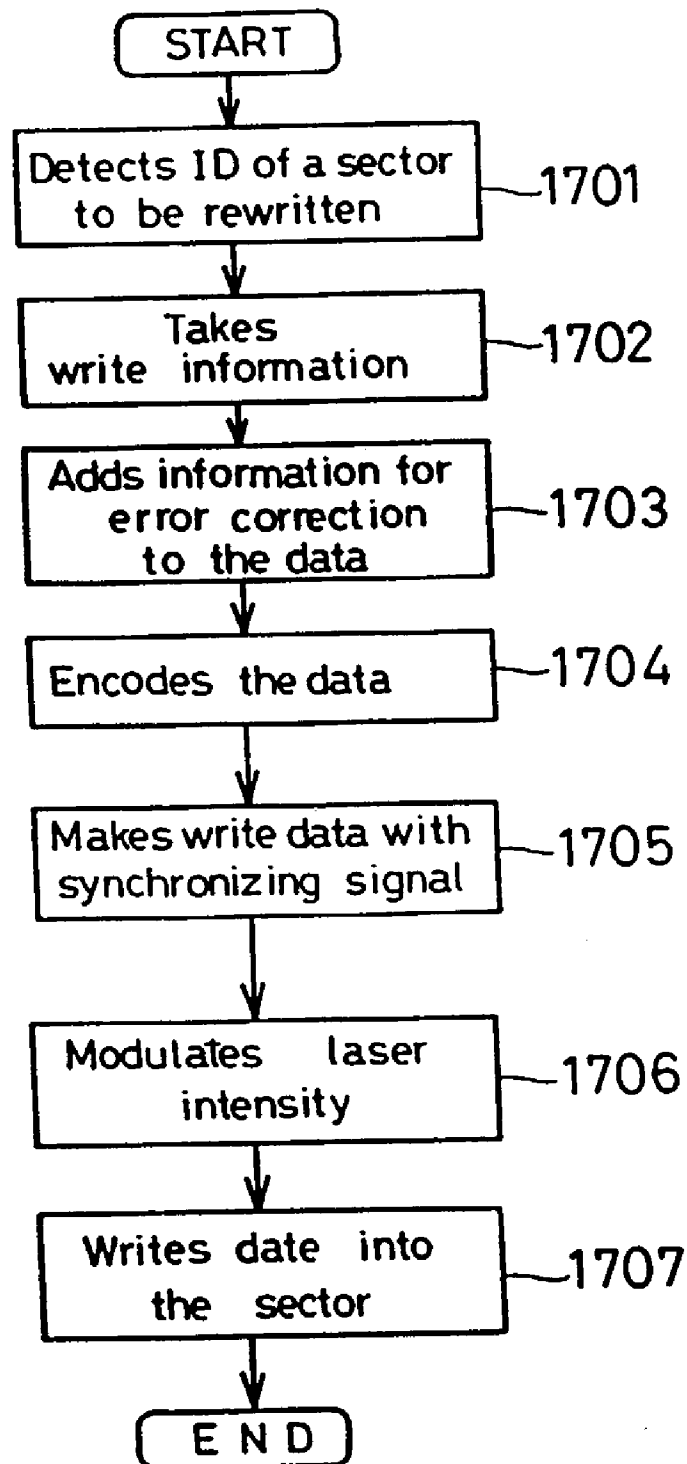 START
Detects ID of a sector
to be rewritten
1701
Takes
write information
1702
Adds information for
error correction
to the data
1703
Encodes the data
1704
Makes write data with
synchronizing signal
1705
Modulates laser
intensity
1706
Writes date into
the sector
1707
END